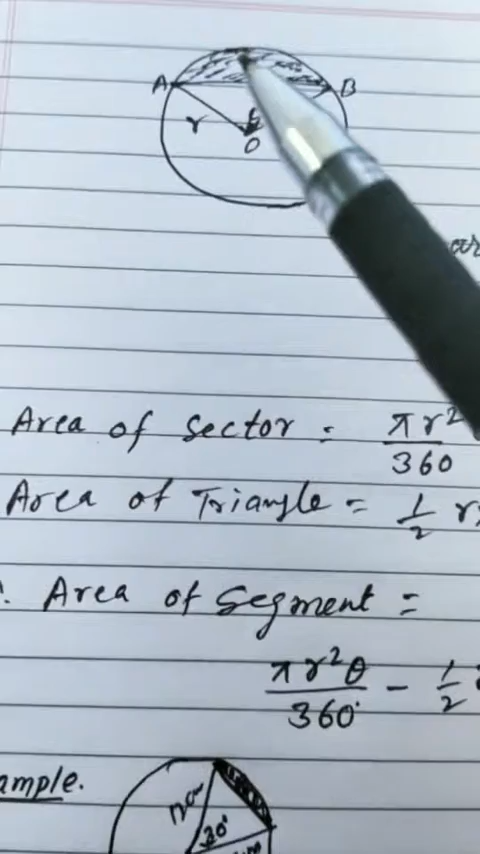 A B
r
O
Area of Sector = πr²
360
Area of Triangle = 1/2 r
Area of Segment =
πr²θ/360° - 1/2
ample.
12cm
30°